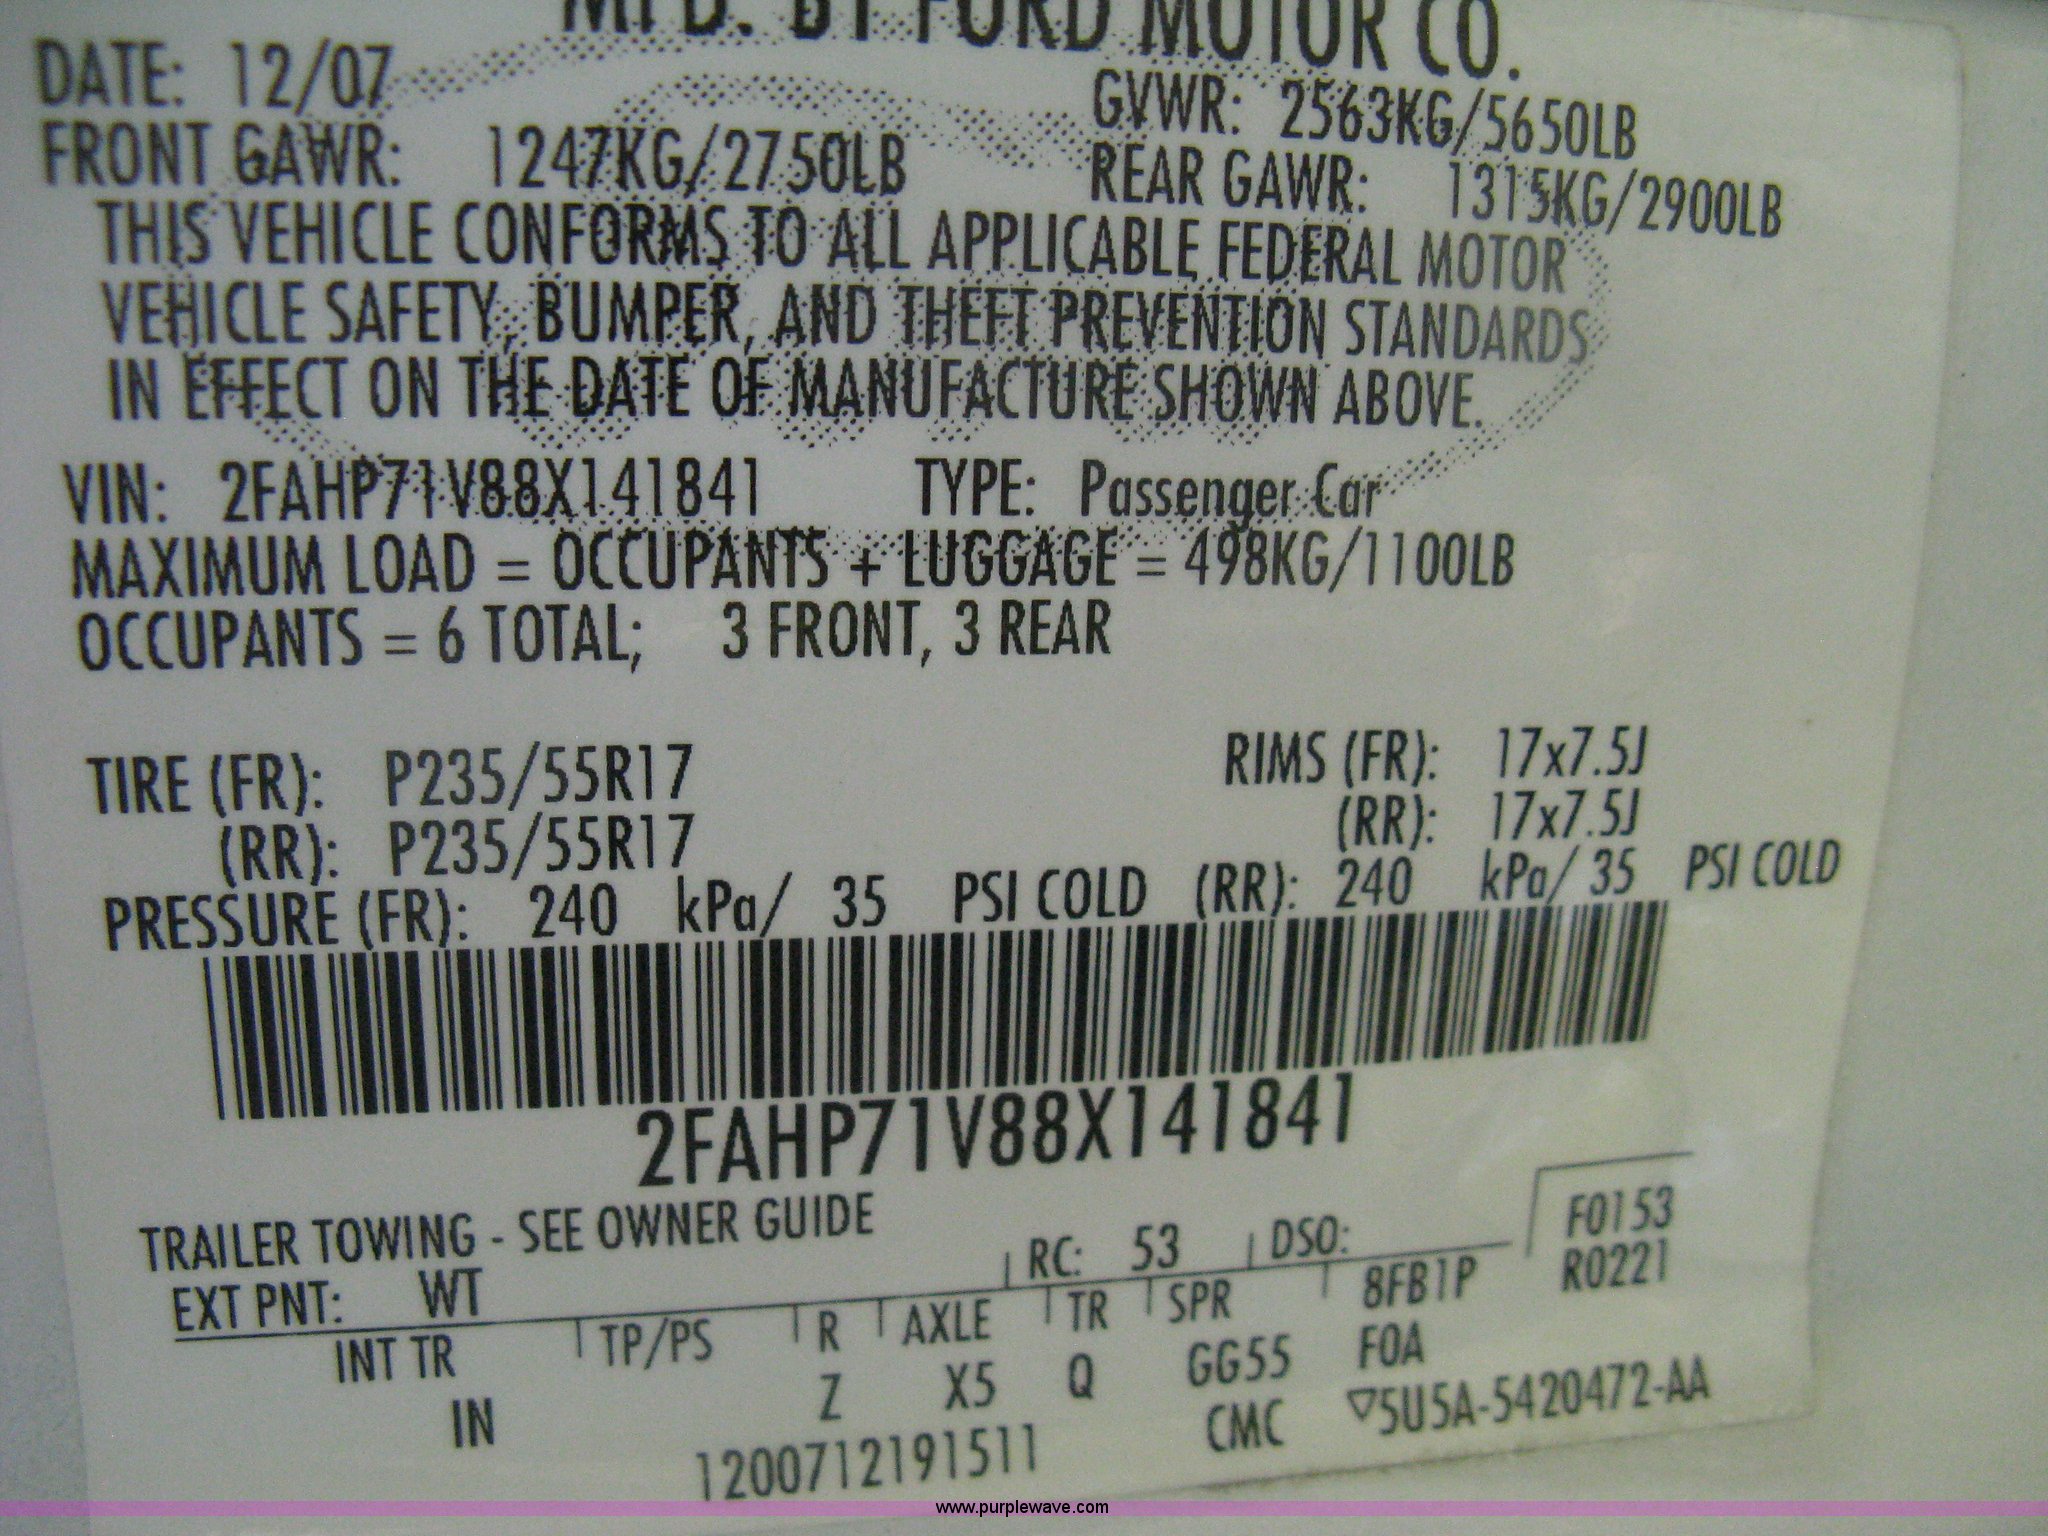 MFD. BY FORD MOTOR CO.
DATE: 12/07
GVWR: 2563KG/5650LB
FRONT GAWR: 1247KG/2750LB
REAR GAWR: 1315KG/2900LB
THIS VEHICLE CONFORMS TO ALL APPLICABLE FEDERAL MOTOR
VEHICLE SAFETY, BUMPER, AND THEFT PREVENTION STANDARDS
IN EFFECT ON THE DATE OF MANUFACTURE SHOWN ABOVE.
VIN: 2FAHP71V88X141841 TYPE: Passenger Car
MAXIMUM LOAD = OCCUPANTS + LUGGAGE = 498KG/1100LB
OCCUPANTS = 6 TOTAL; 3 FRONT, 3 REAR
TIRE (FR): P235/55R17 RIMS (FR): 17x7.5J
(RR): P235/55R17 (RR): 17x7.5J
PRESSURE (FR): 240 kPa/ 35 PSI COLD (RR): 240 kPa/ 35 PSI COLD
2FAHP71V88X141841
TRAILER TOWING - SEE OWNER GUIDE
F0153
EXT PNT: WT RC: 53 DSO:
R0221
INT TR TP/PS R AXLE TR SPR 8FB1P
IN Z X5 Q GG55 FOA
1200712191511 CMC ▽5U5A-5420472-AA
www.purplewave.com